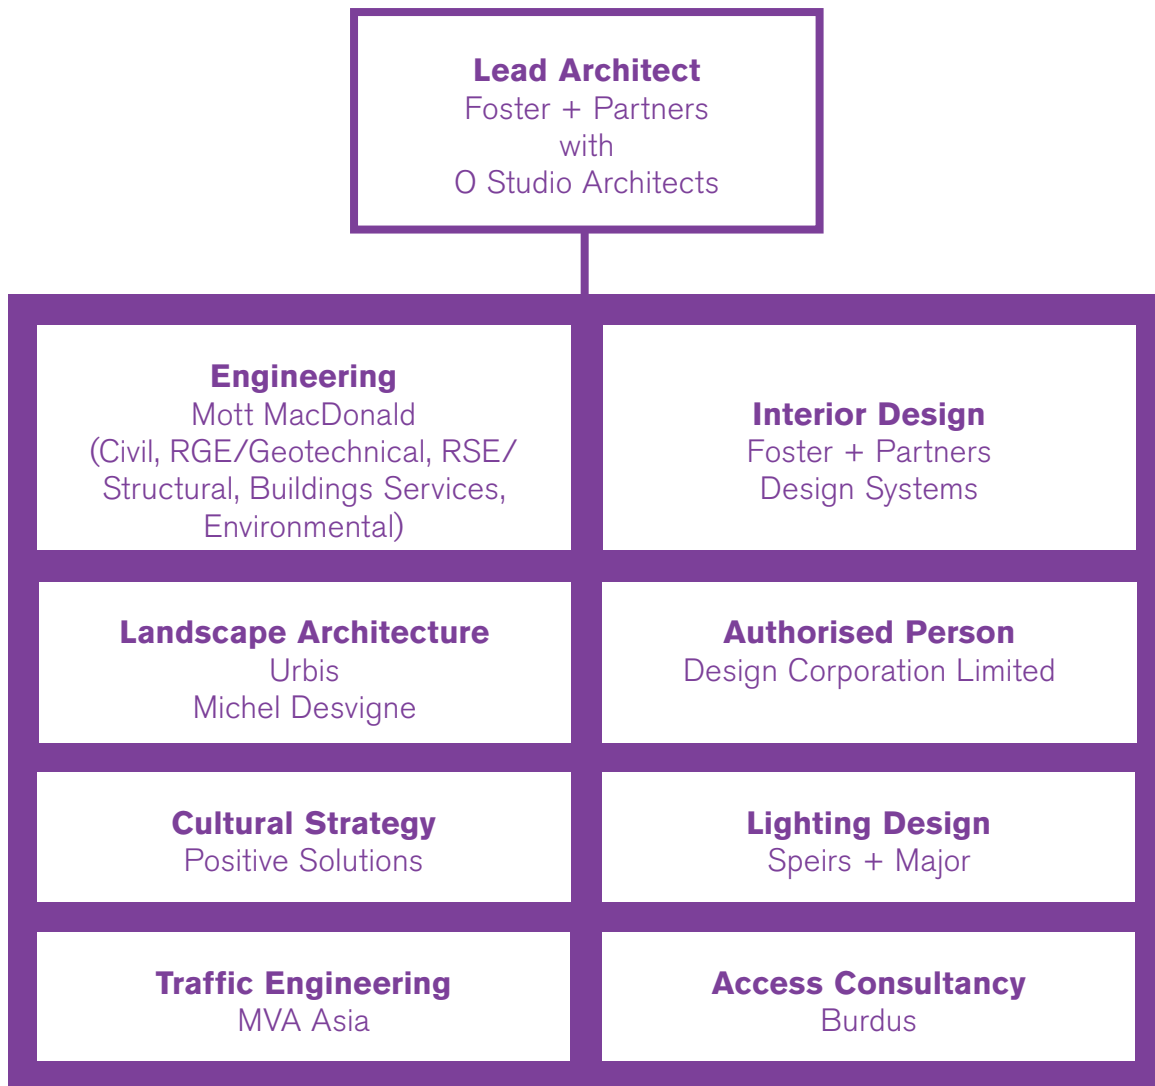 Lead Architect
Foster + Partners
with
O Studio Architects
Engineering
Mott MacDonald
(Civil, RGE/Geotechnical, RSE/
Structural, Buildings Services,
Environmental)
Interior Design
Foster + Partners
Design Systems
Landscape Architecture
Urbis
Michel Desvigne
Authorised Person
Design Corporation Limited
Cultural Strategy
Positive Solutions
Lighting Design
Speirs + Major
Traffic Engineering
MVA Asia
Access Consultancy
Burdus